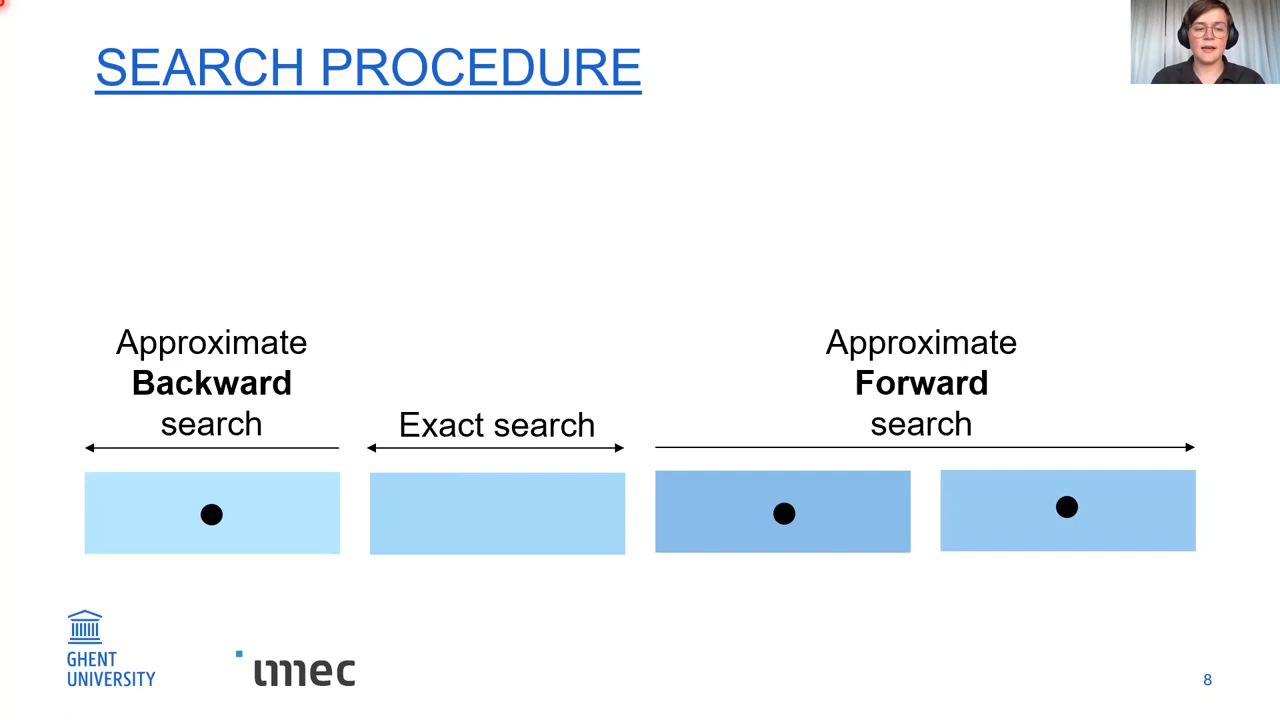 SEARCH PROCEDURE
Approximate
Backward
search
Exact search
Approximate
Forward
search
GHENT
UNIVERSITY
imec
8